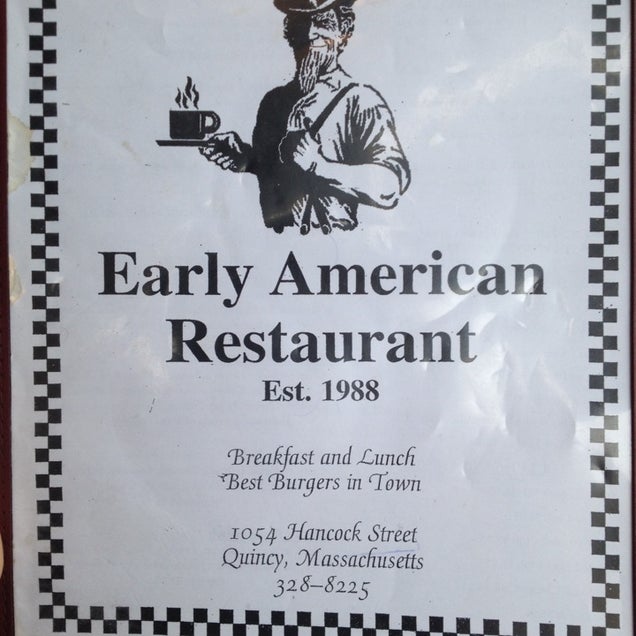 Early American
Restaurant
Est. 1988
Breakfast and Lunch
Best Burgers in Town
1054 Hancock Street
Quincy, Massachusetts
328–8225